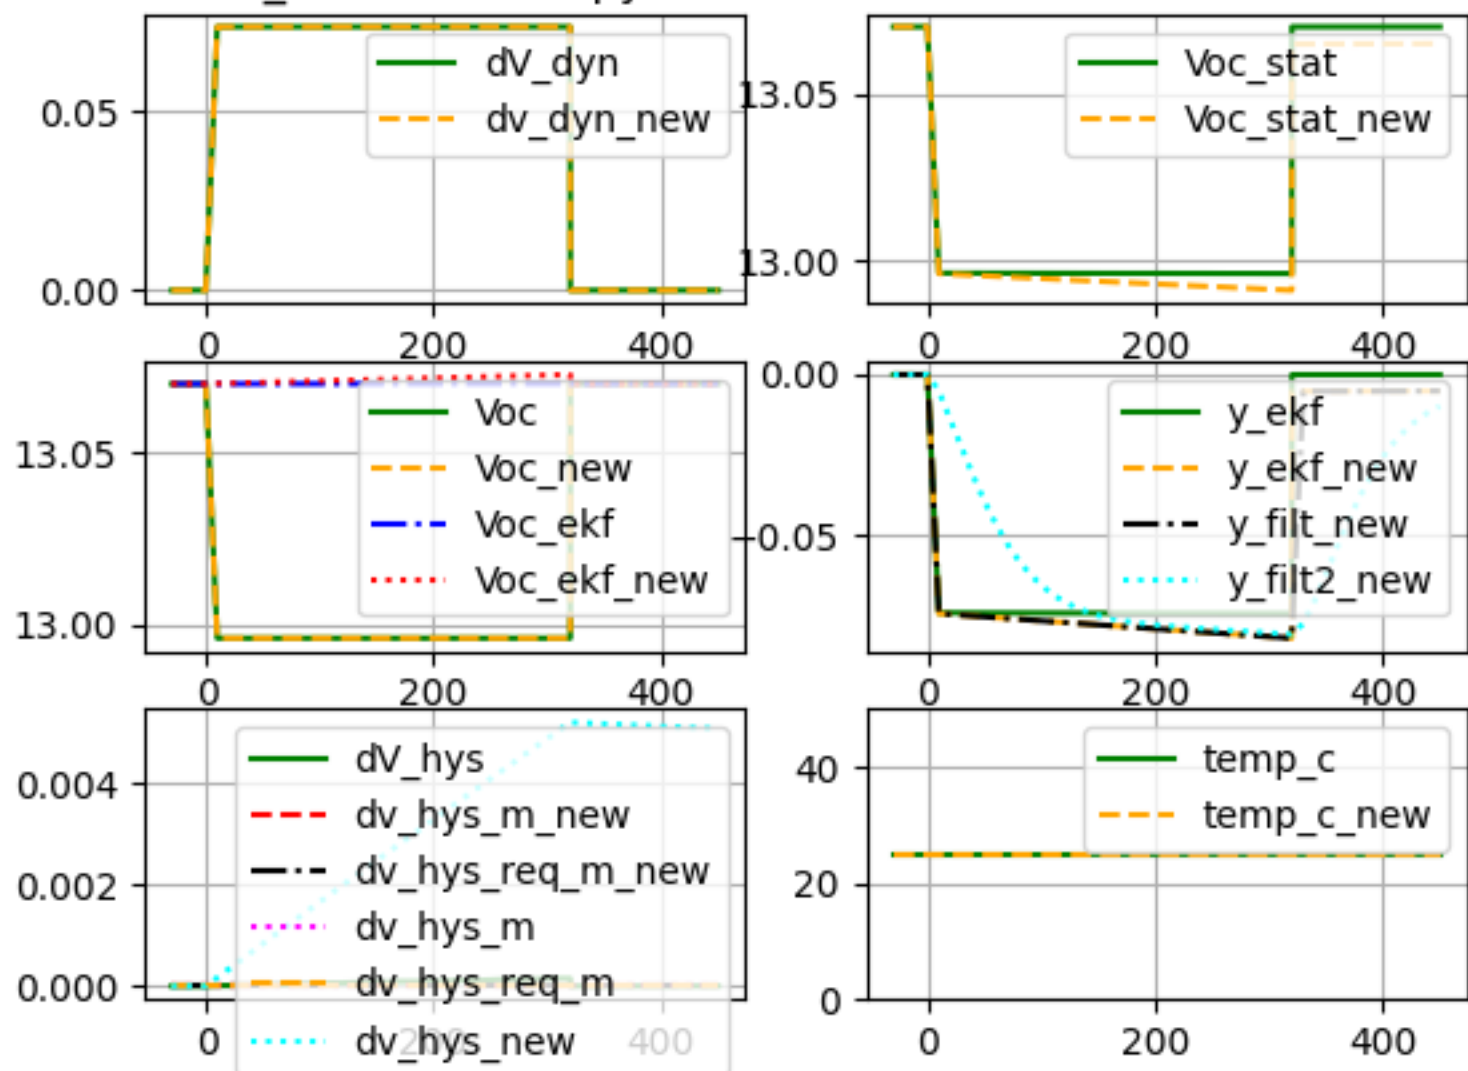 dV_dyn
dv_dyn_new
0.05
0.00
0 200 400
Voc_stat
Voc_stat_new
13.05
13.00
0 200 400
Voc
Voc_new
Voc_ekf
Voc_ekf_new
13.05
13.00
0 200 400
y_ekf
y_ekf_new
y_filt_new
y_filt2_new
0.00
−0.05
0 200 400
dV_hys
dv_hys_m_new
dv_hys_req_m_new
dv_hys_m
dv_hys_req_m
dv_hys_new
0.004
0.002
0.000
0 200 400
temp_c
temp_c_new
40
20
0
0 200 400